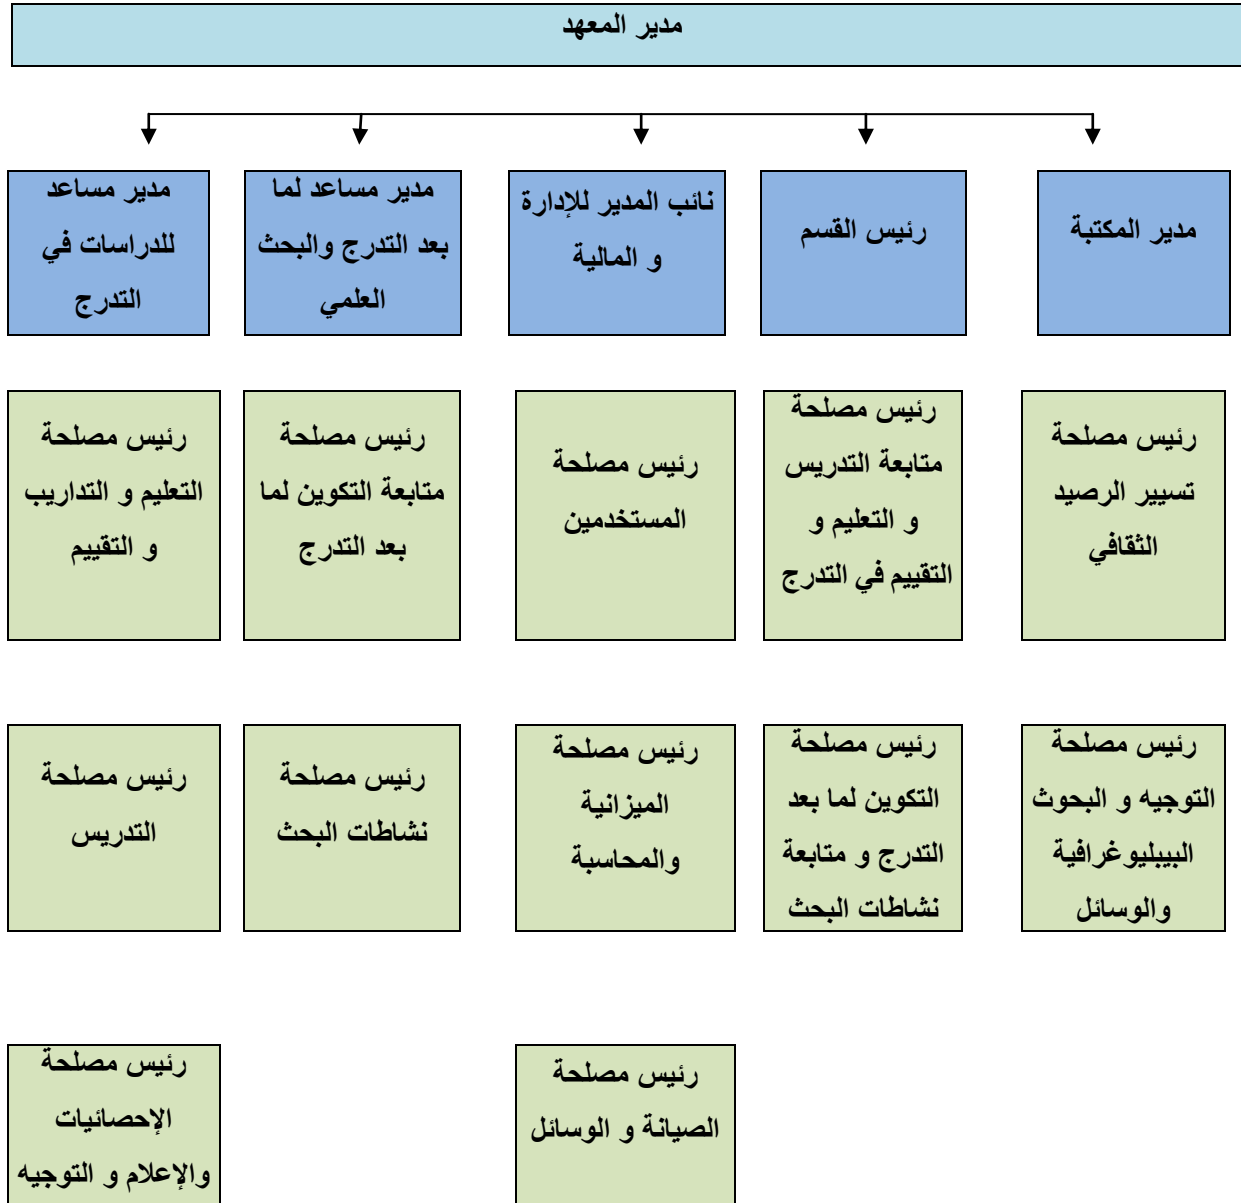 مدير المعهد
مدير المكتبة
رئيس القسم
نائب المدير للإدارة
و المالية
مدير مساعد لما
بعد التدرج والبحث
العلمي
مدير مساعد
للدراسات في
التدرج
رئيس مصلحة
تسيير الرصيد
الثقافي
رئيس مصلحة
متابعة التدريس
و التعليم و
التقييم في التدرج
رئيس مصلحة
المستخدمين
رئيس مصلحة
متابعة التكوين لما
بعد التدرج
رئيس مصلحة
التعليم و التداريب
و التقييم
رئيس مصلحة
التوجيه و البحوث
البيبليوغرافية
والوسائل
رئيس مصلحة
التكوين لما بعد
التدرج و متابعة
نشاطات البحث
رئيس مصلحة
الميزانية
والمحاسبة
رئيس مصلحة
نشاطات البحث
رئيس مصلحة
التدريس
رئيس مصلحة
الصيانة و الوسائل
رئيس مصلحة
الإحصائيات
والإعلام و التوجيه